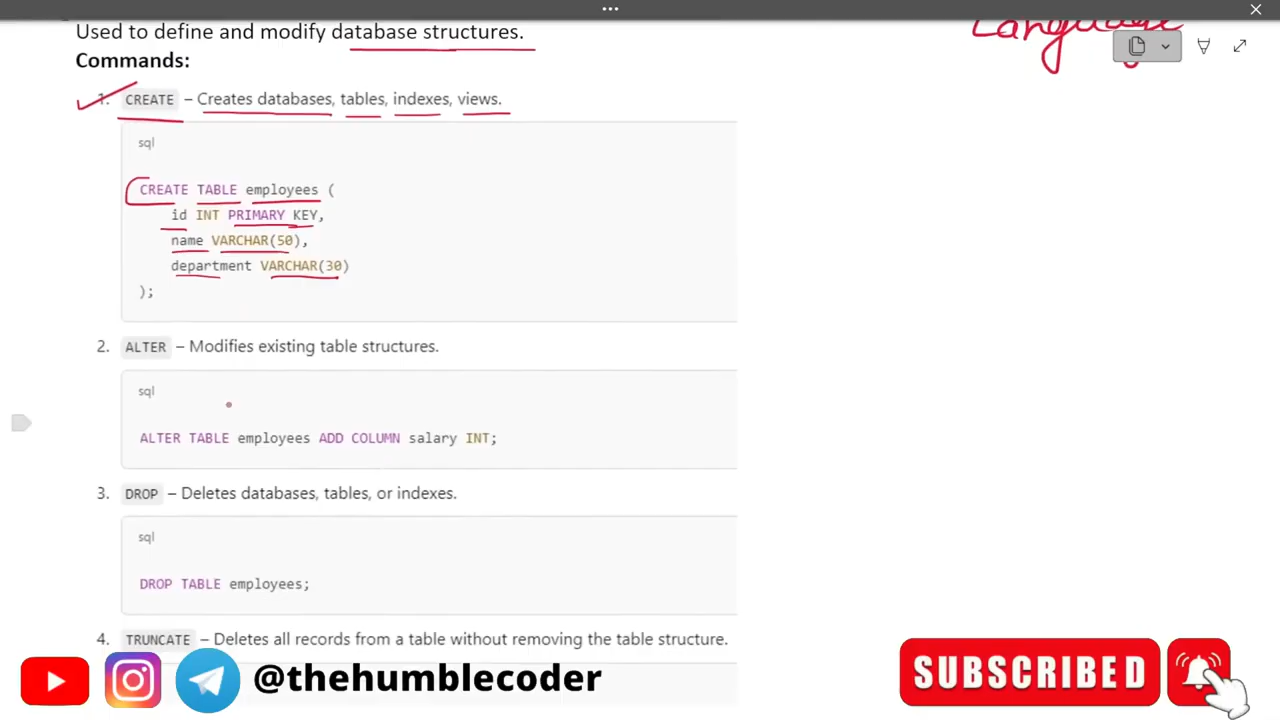 Used to define and modify database structures.
Language
Commands:
1. CREATE – Creates databases, tables, indexes, views.
sql
CREATE TABLE employees (
id INT PRIMARY KEY,
name VARCHAR(50),
department VARCHAR(30)
);
2. ALTER – Modifies existing table structures.
sql
ALTER TABLE employees ADD COLUMN salary INT;
3. DROP – Deletes databases, tables, or indexes.
sql
DROP TABLE employees;
4. TRUNCATE – Deletes all records from a table without removing the table structure.
@thehumblecoder
SUBSCRIBED